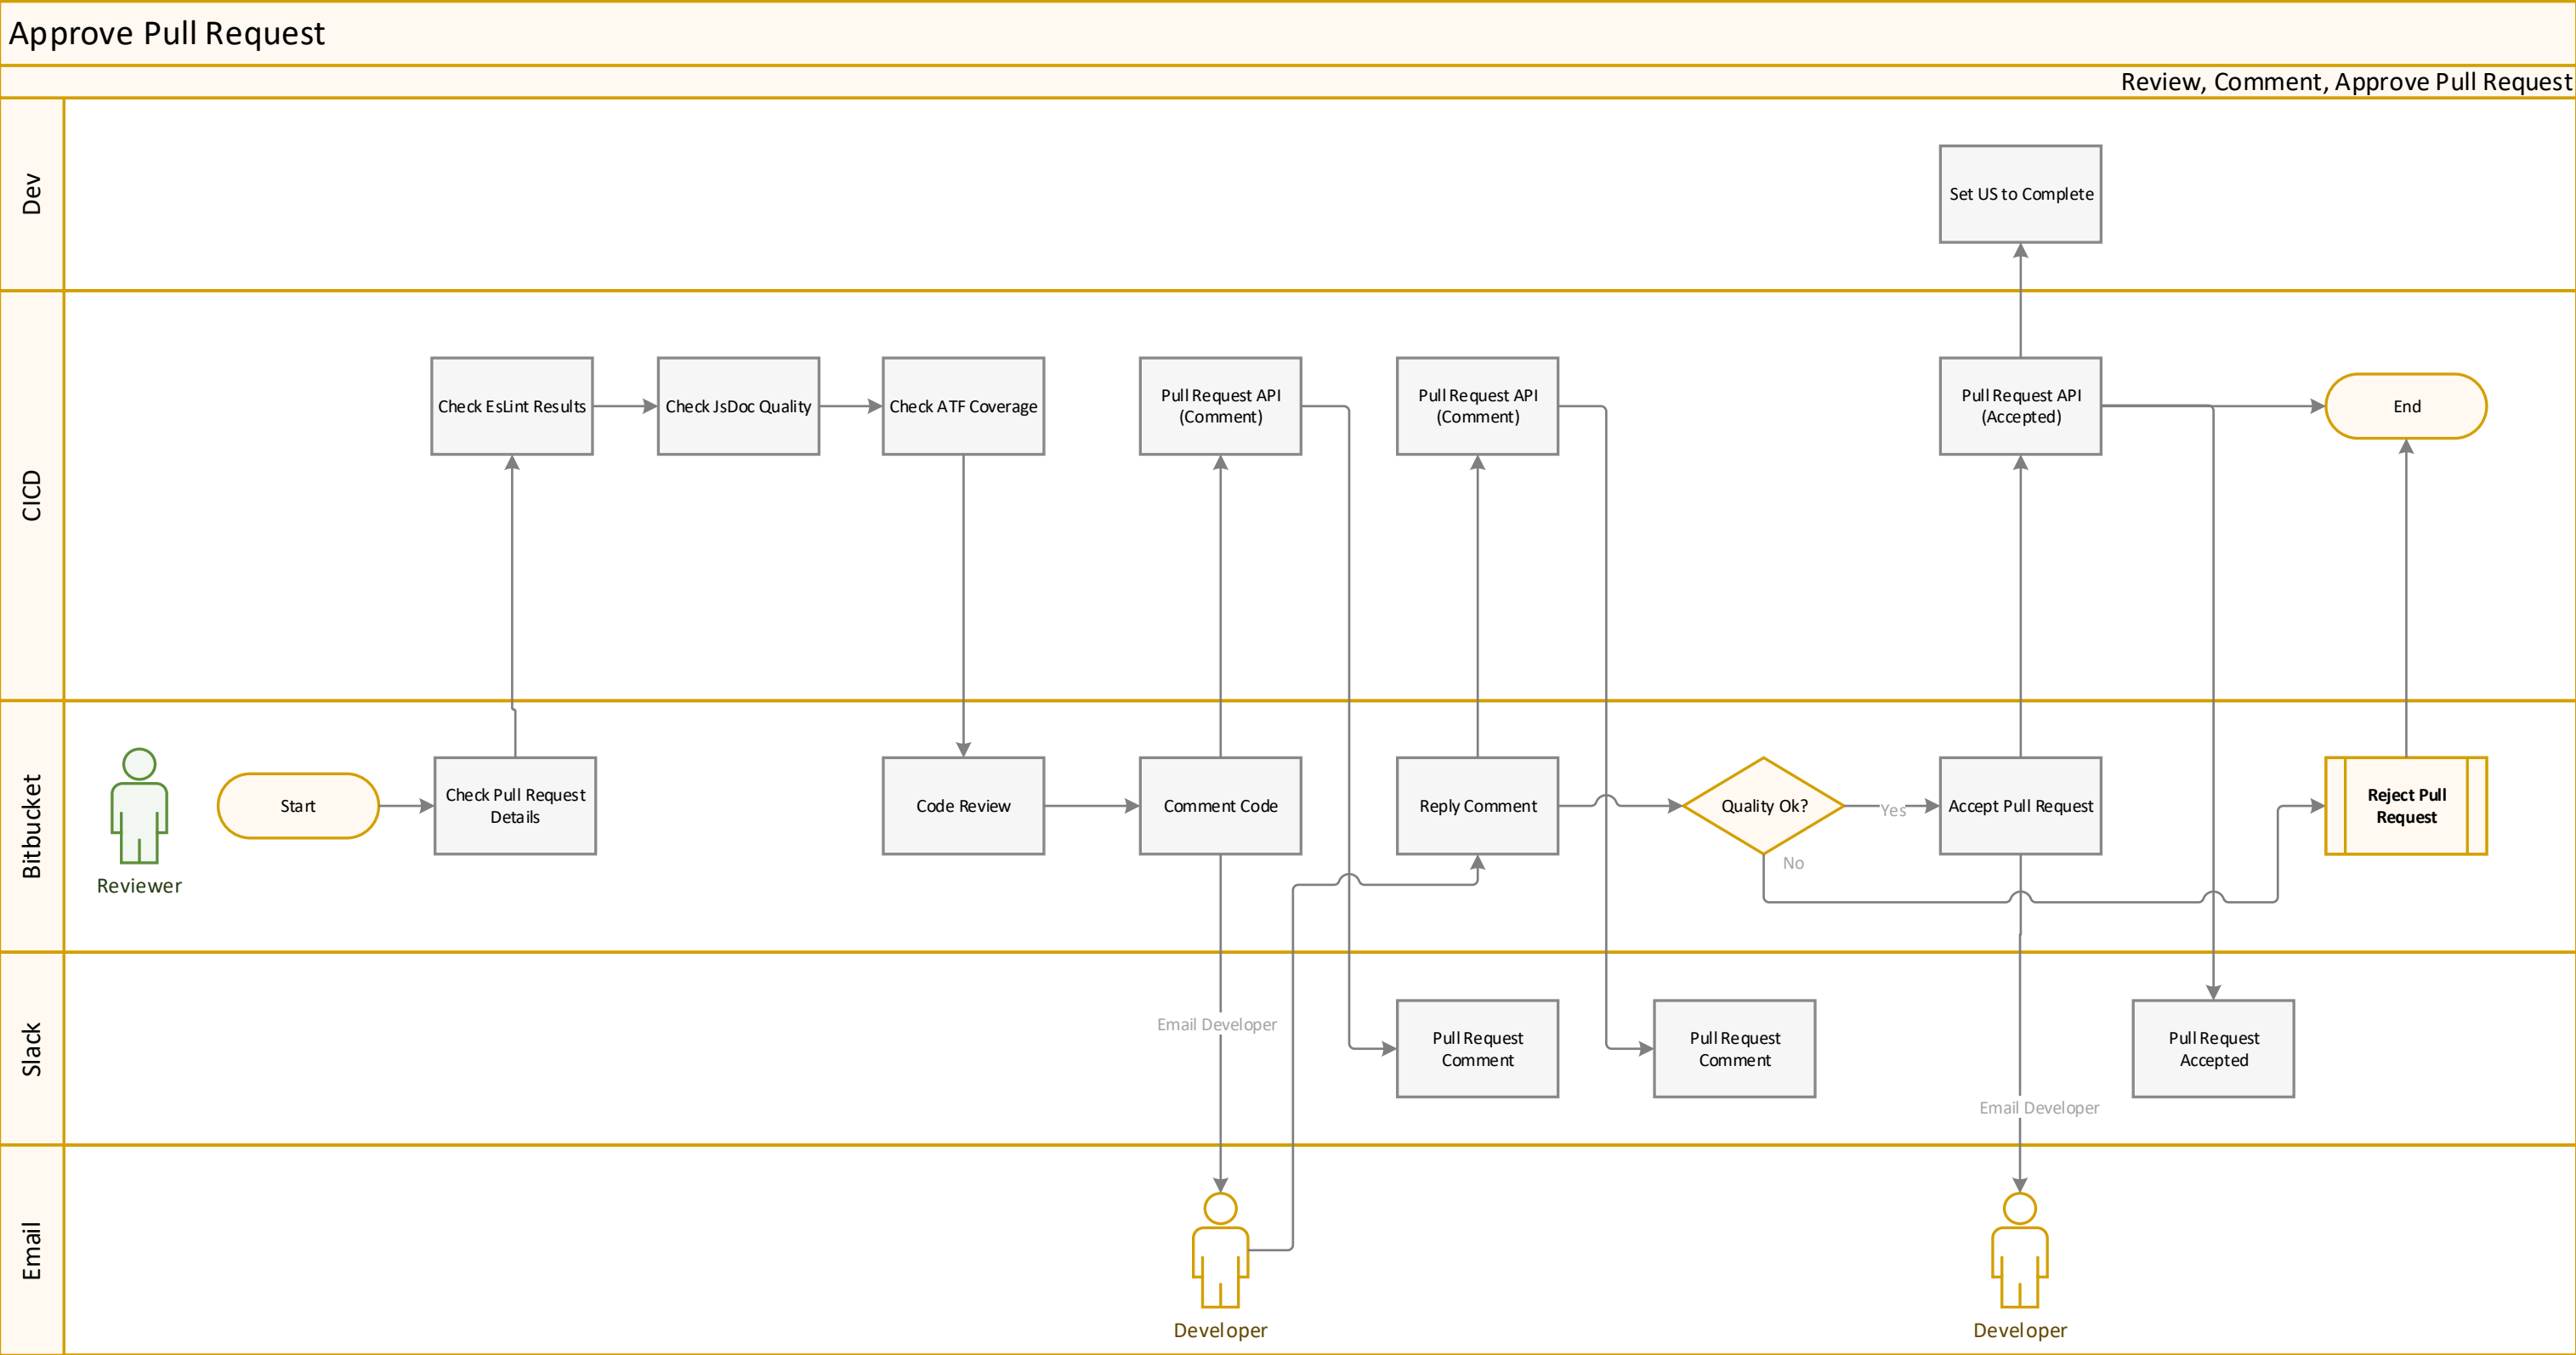 Approve Pull Request
Review, Comment, Approve Pull Request
Dev
Set US to Complete
CICD
Check EsLint Results
Check JsDoc Quality
Check ATF Coverage
Pull Request API
(Comment)
Pull Request API
(Comment)
Pull Request API
(Accepted)
End
Bitbucket
Reviewer
Start
Check Pull Request
Details
Code Review
Comment Code
Reply Comment
Quality Ok?
Yes
No
Accept Pull Request
Reject Pull
Request
Slack
Email Developer
Pull Request
Comment
Pull Request
Comment
Email Developer
Pull Request
Accepted
Email
Developer
Developer